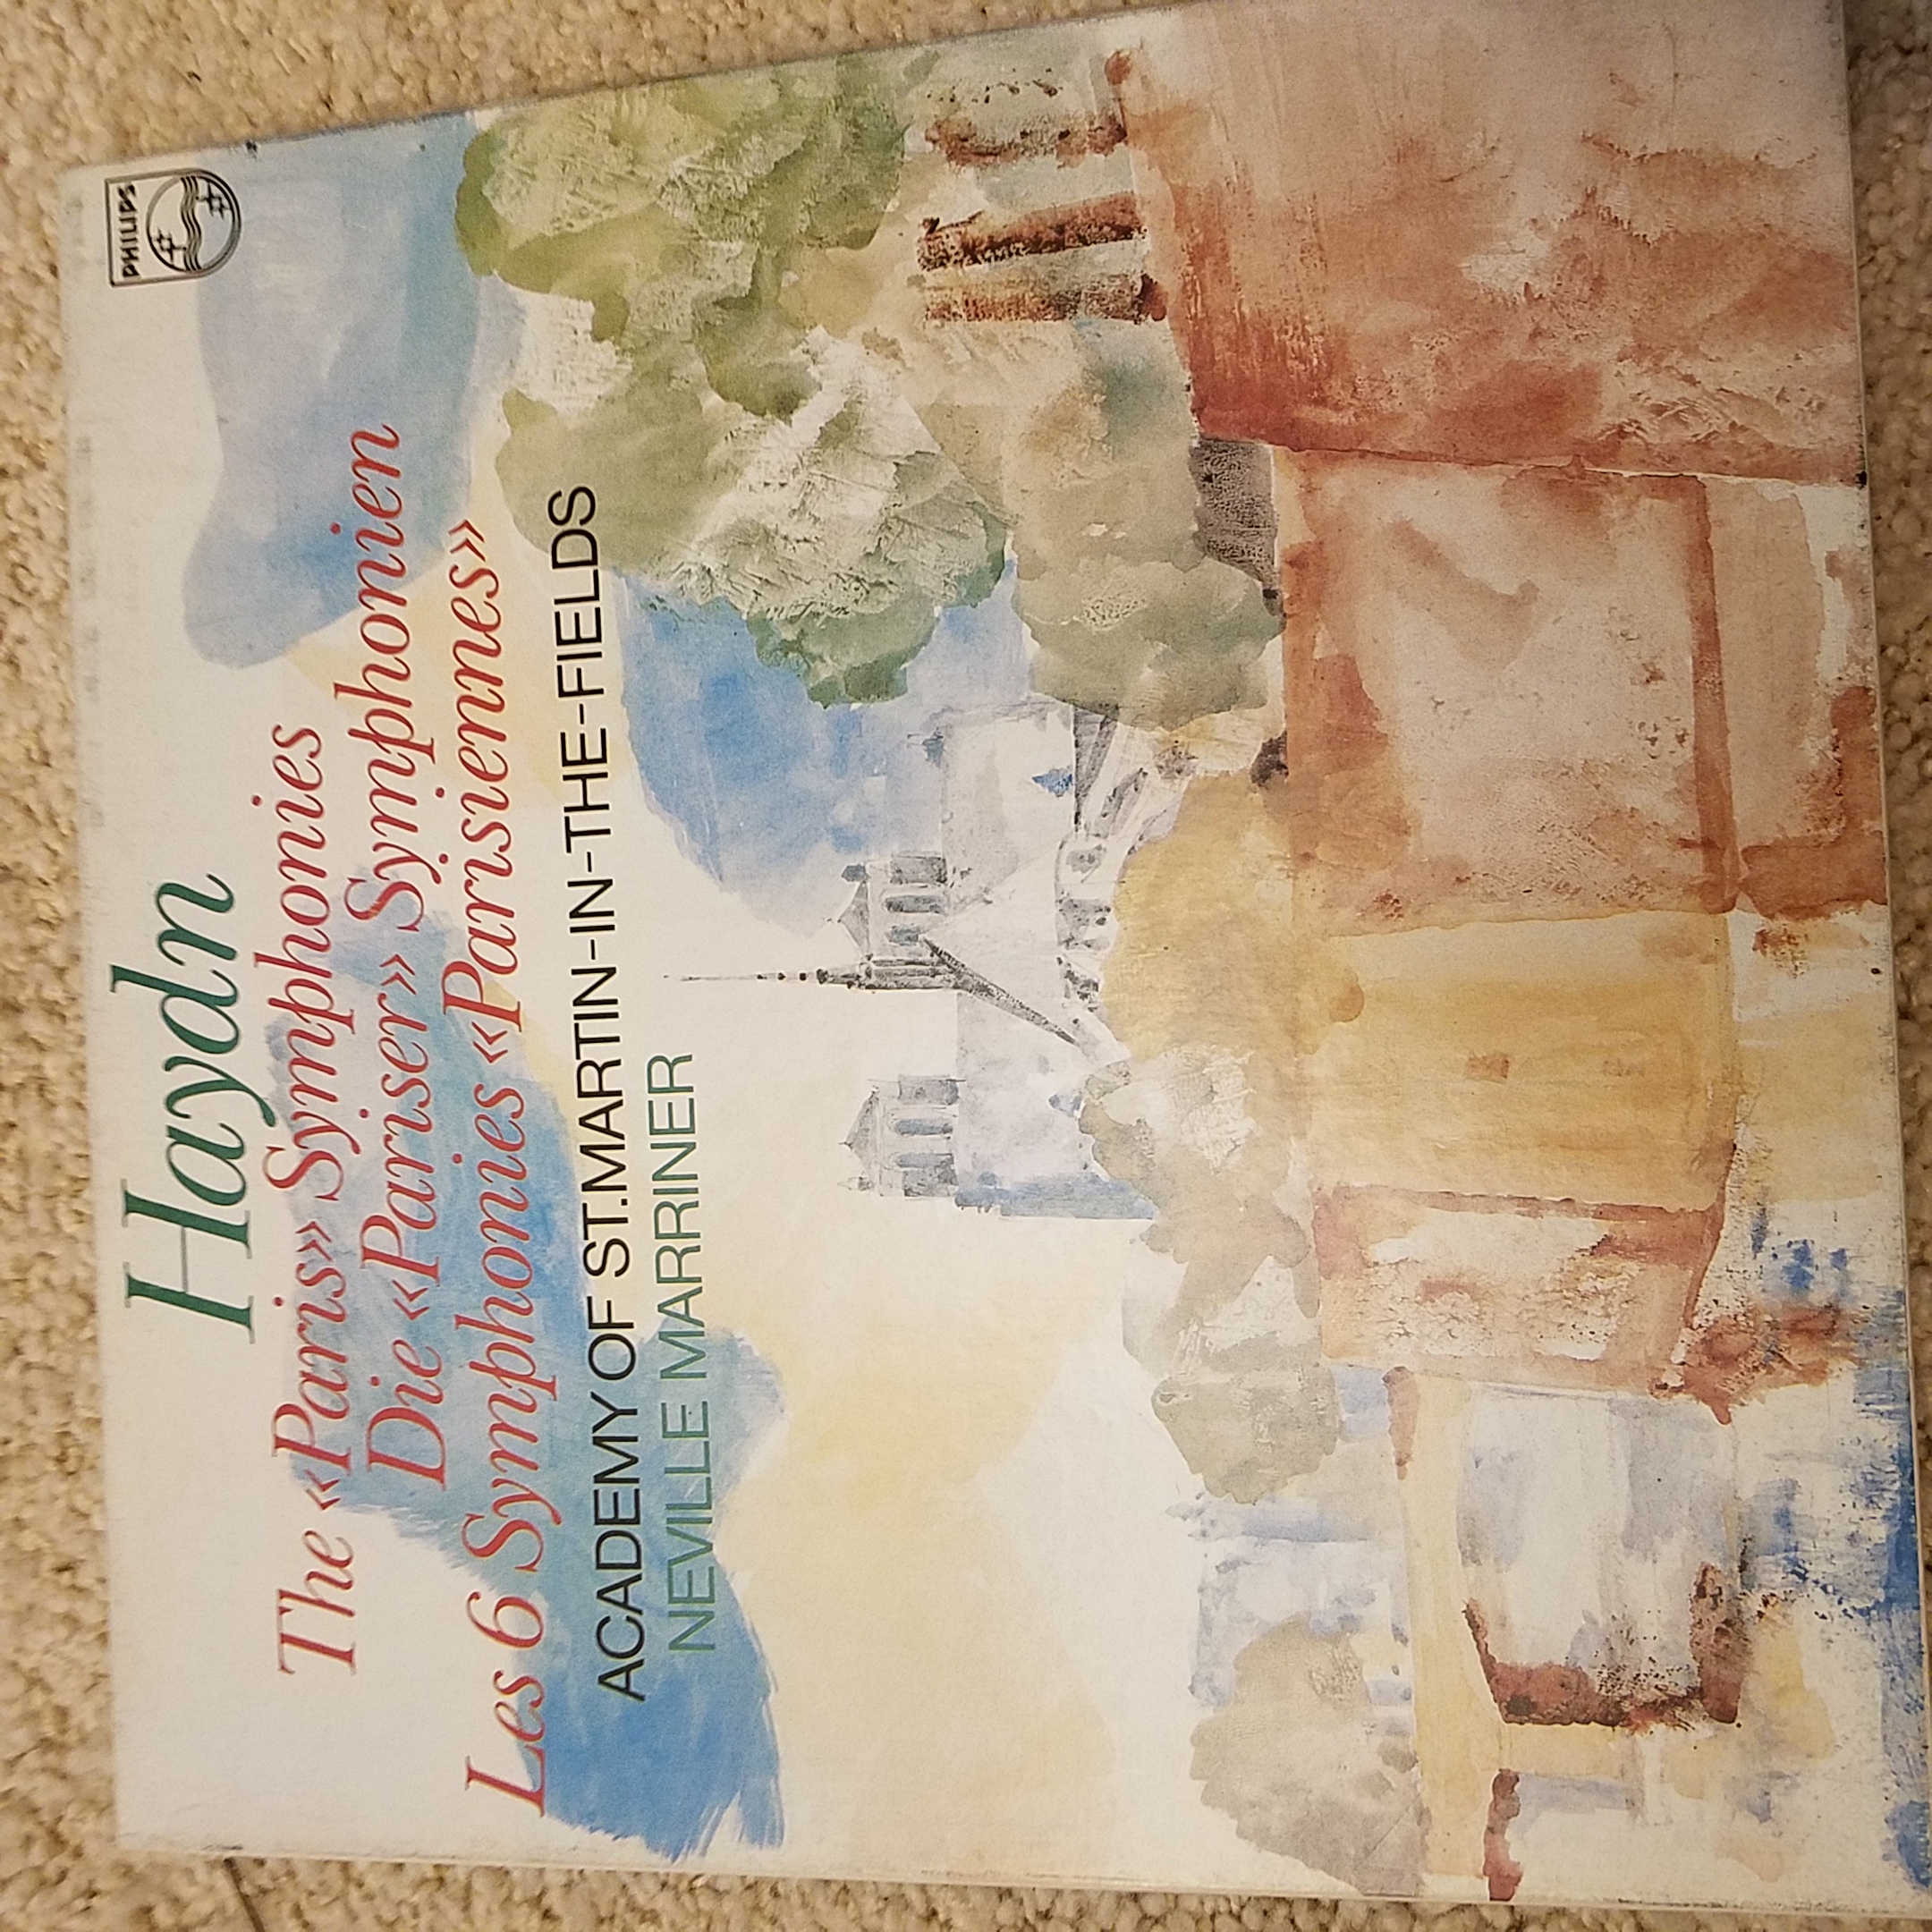 PHILIPS
Haydn
The «Paris» Symphonies
Die «Pariser» Symphonien
Les 6 Symphonies «Parisiennes»
ACADEMY OF ST.MARTIN-IN-THE-FIELDS
NEVILLE MARRINER